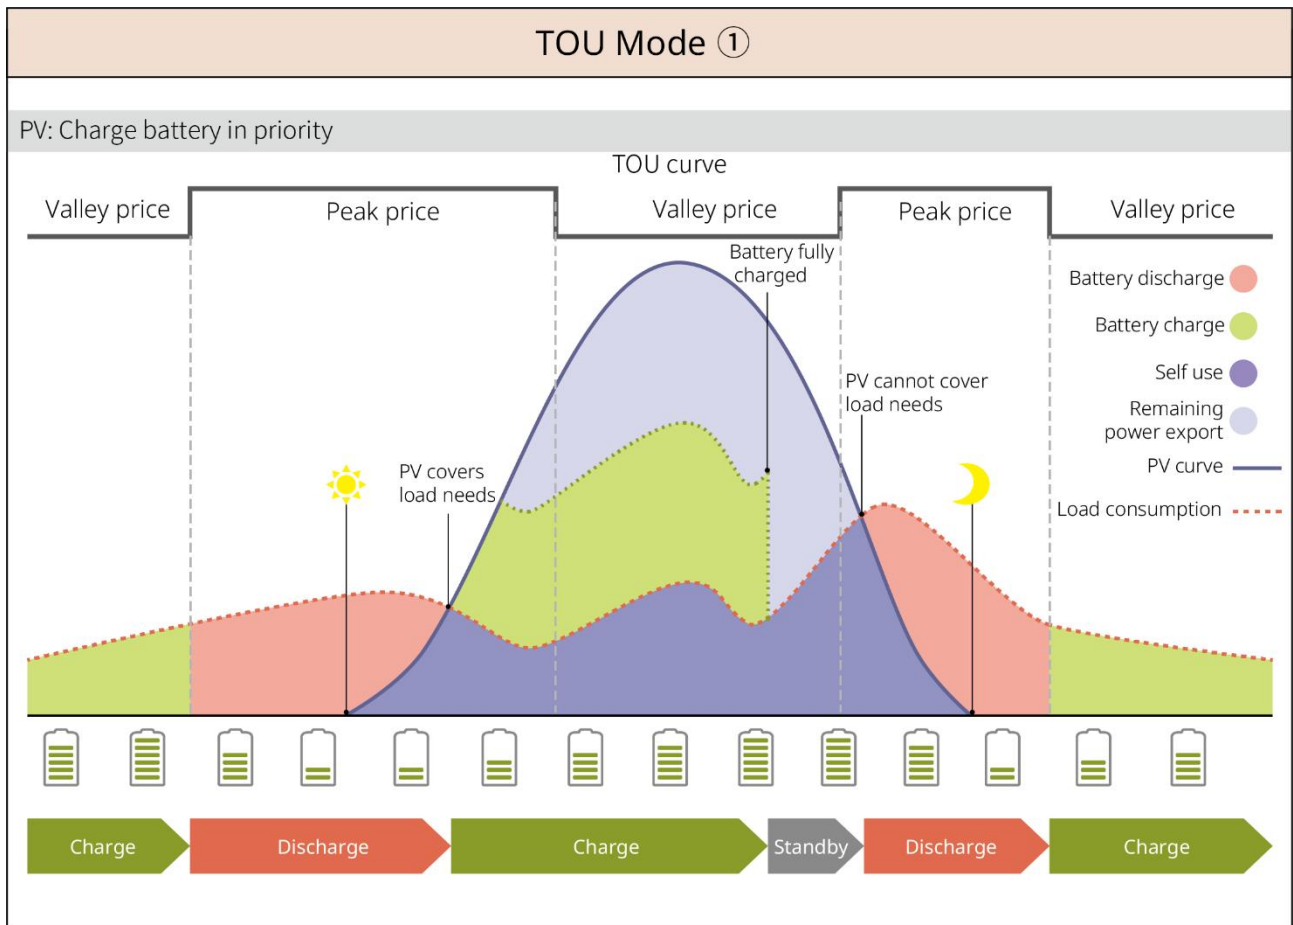 TOU Mode ①
PV: Charge battery in priority
TOU curve
Valley price
Peak price
Valley price
Peak price
Valley price
Battery fully
charged
Battery discharge
Battery charge
Self use
Remaining
power export
PV curve
Load consumption
PV cannot cover
load needs
PV covers
load needs
Charge
Discharge
Charge
Standby
Discharge
Charge